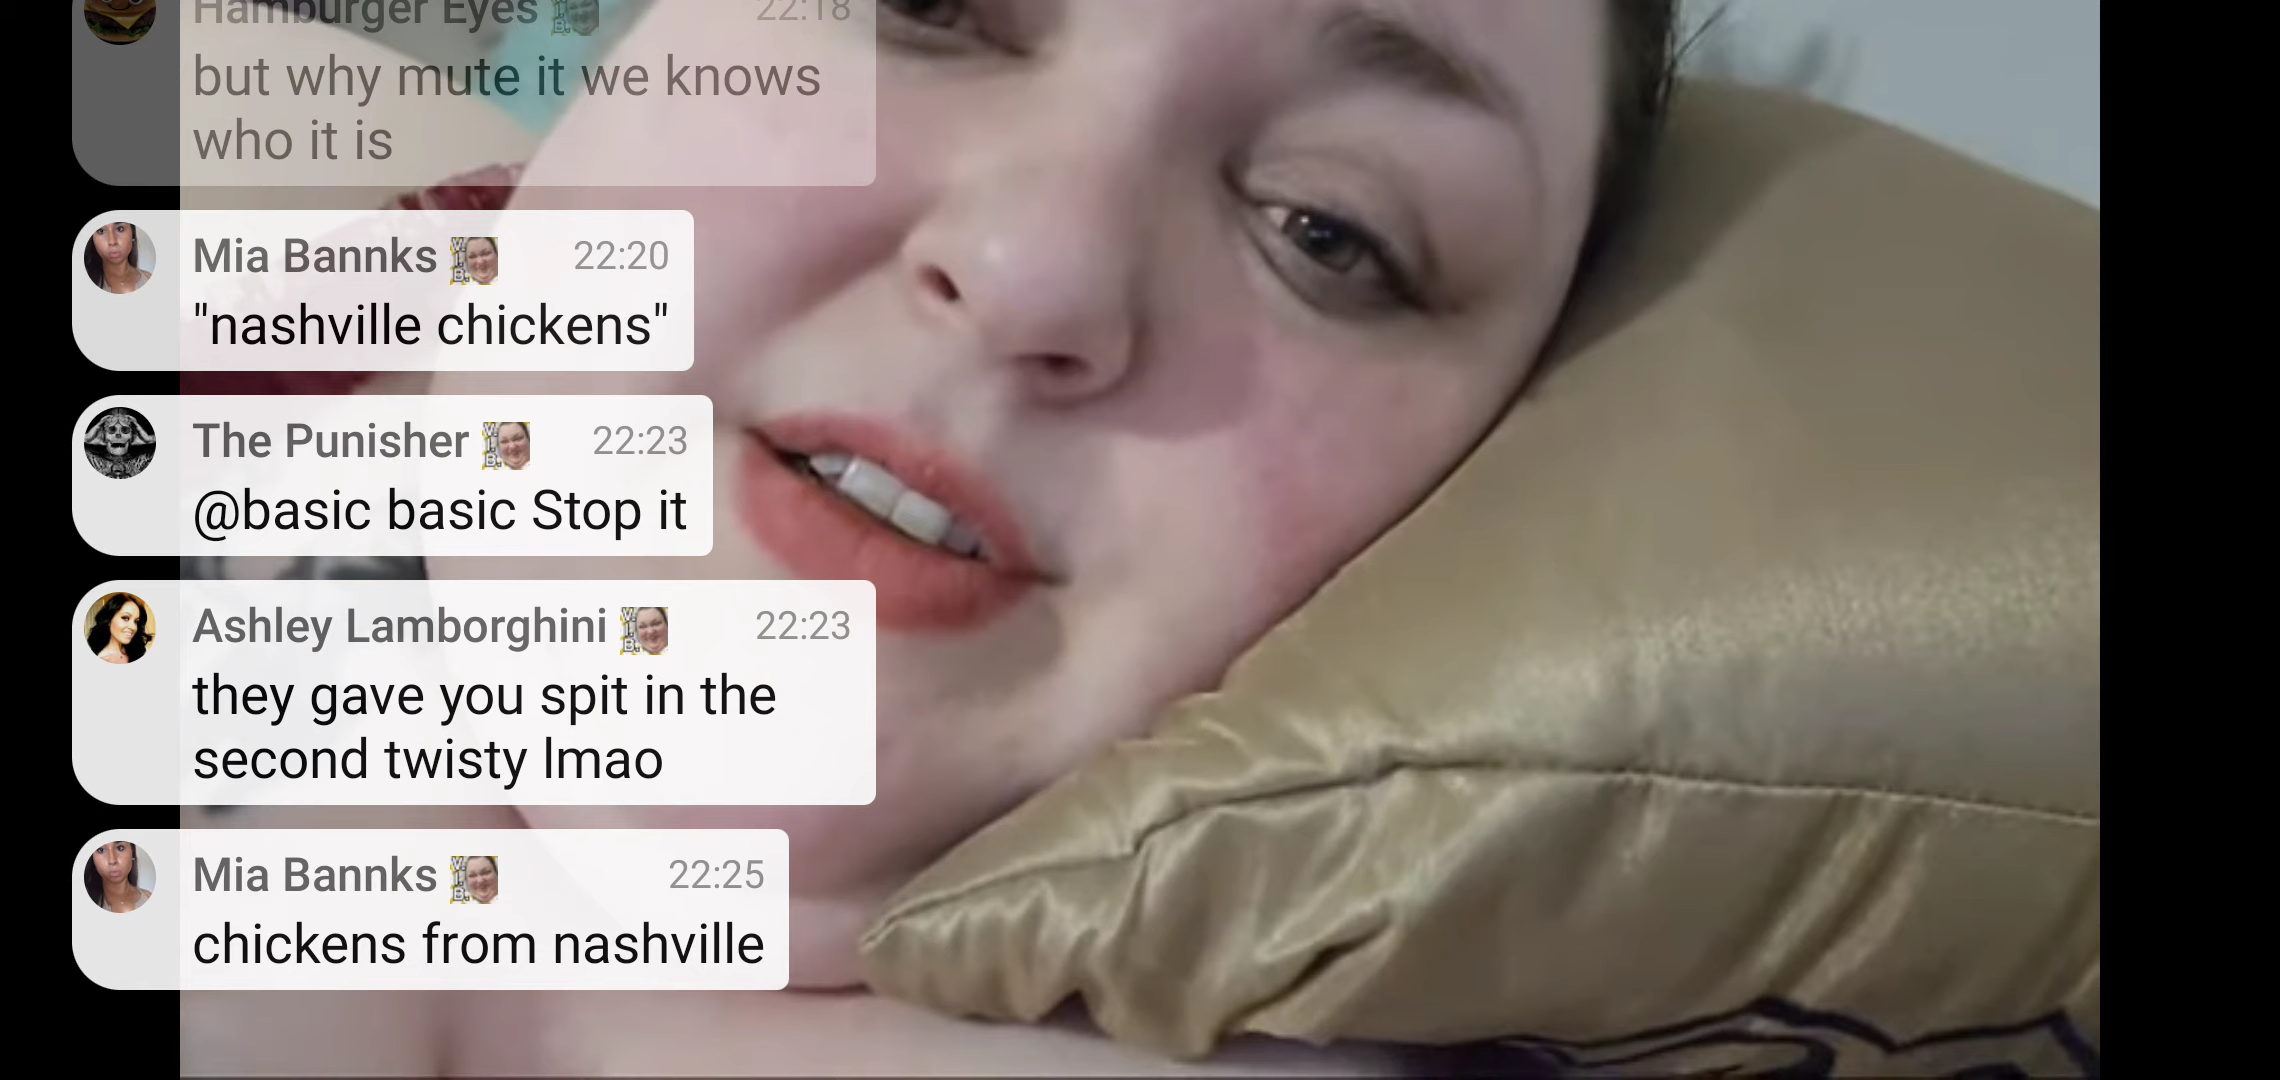 Hamburger Eyes 22:18
but why mute it we knows
who it is
Mia Bannks 22:20
"nashville chickens"
The Punisher 22:23
@basic basic Stop it
Ashley Lamborghini 22:23
they gave you spit in the
second twisty lmao
Mia Bannks 22:25
chickens from nashville